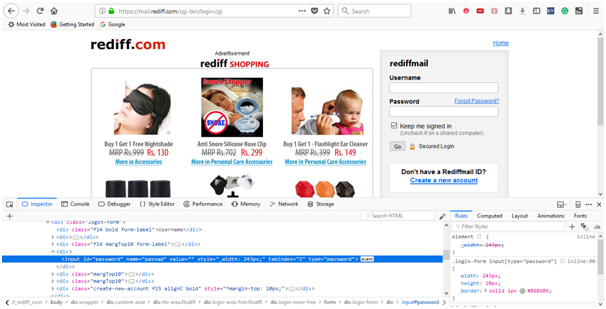 https://mail.rediff.com/cgi-bin/login.cgi
Search
Most Visited
Getting Started
Google
rediff.com
Home
Advertisement
rediff SHOPPING
rediffmail
Username
Password
Forgot Password?
Keep me signed in
(Uncheck if on a shared computer)
Go
Secured Login
Don't have a Rediffmail ID?
Create a new account
Snore Stopper
SNORE
Buy 1 Get 1 Free Nightshade
MRP Rs.999 Rs. 130
More in Accessories
Anti Snore Silicone Nose Clip
MRP Rs.702 Rs. 299
More in Personal Care Accessories
Buy 1 Get 1 - Flashlight Ear Cleaner
MRP Rs.399 Rs. 149
More in Personal Care Accessories
Inspector
Console
Debugger
Style Editor
Performance
Memory
Network
Storage
Search HTML
Rules
Computed
Layout
Animations
Fonts
<div class="login-form">
<div class="f14 bold form-label">Username</div>
<div>…</div>
<div class="f14 margTop10 form-label">…</div>
<div>
<input id="password" name="passwd" value="" style="_width: 243px;" tabindex="2" type="password">
</div>
<div class="margTop10">…</div>
<div class="margTop10">…</div>
<div class="create-new-account f15 alignC bold" style="*margin-top: 10px;">…</div>
Filter Styles
+ .cls
element {
inline
_width: 243px;
}
.login-form input[type="password"] {
width: 243px;
height: 20px;
border: solid 1px #B6B6B6;
}
il_rediff_com
body
div.wrapper
div.content-area
div.rhs-area.floatR
div.login-area-free.floatR
div.login-inner-free
form
div.login-form
div
input#password